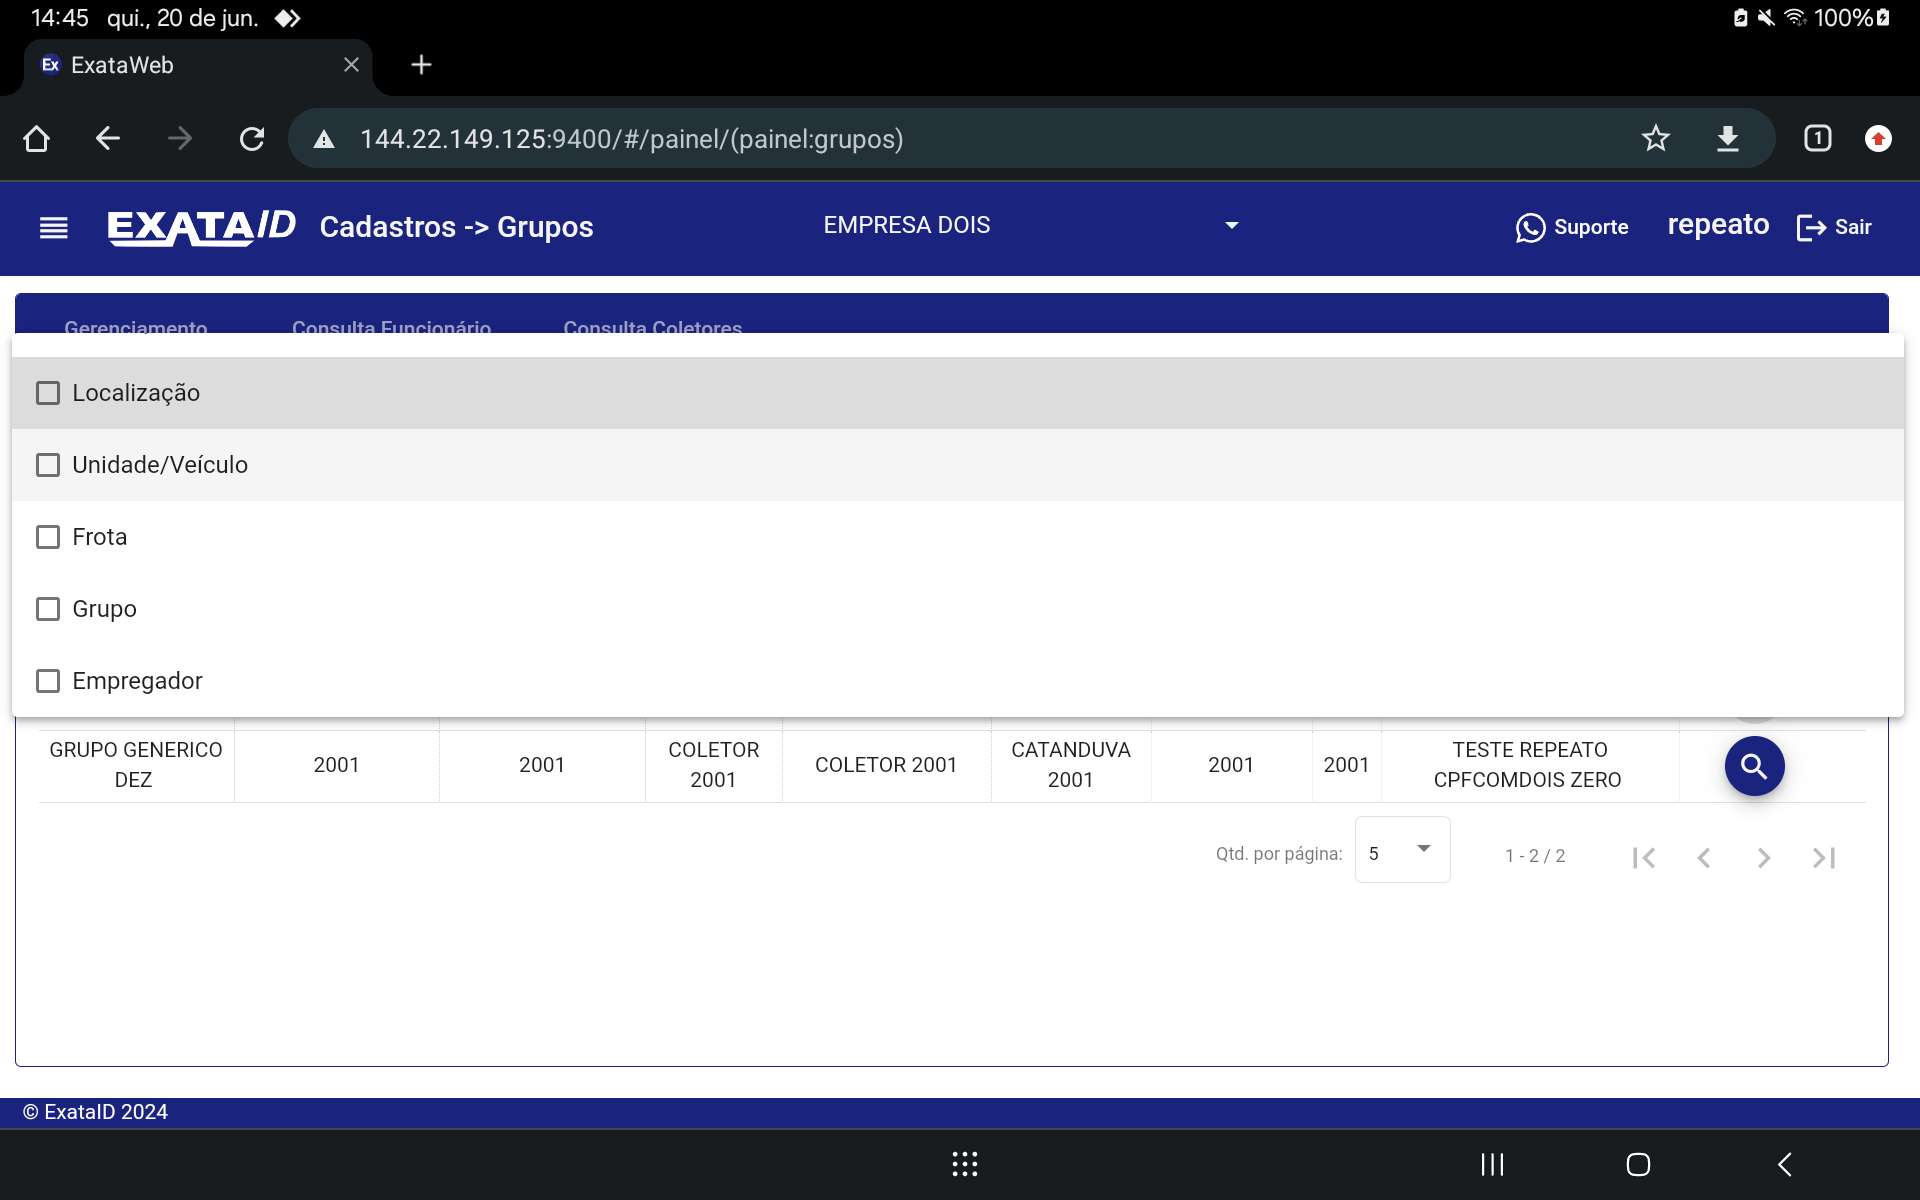 14:45 qui., 20 de jun. 100%
Ex ExataWeb
144.22.149.125:9400/#/painel/(painel:grupos) 1
EXATAID Cadastros -> Grupos EMPRESA DOIS Suporte repeato Sair
Gerenciamento Consulta Funcionário Consulta Coletores
Localização
Unidade/Veículo
Frota
Grupo
Empregador
GRUPO GENERICO DEZ 2001 2001 COLETOR 2001 COLETOR 2001 CATANDUVA 2001 2001 2001 TESTE REPEATO CPFCOMDOIS ZERO
Qtd. por página: 5 1 - 2 / 2
© ExataID 2024